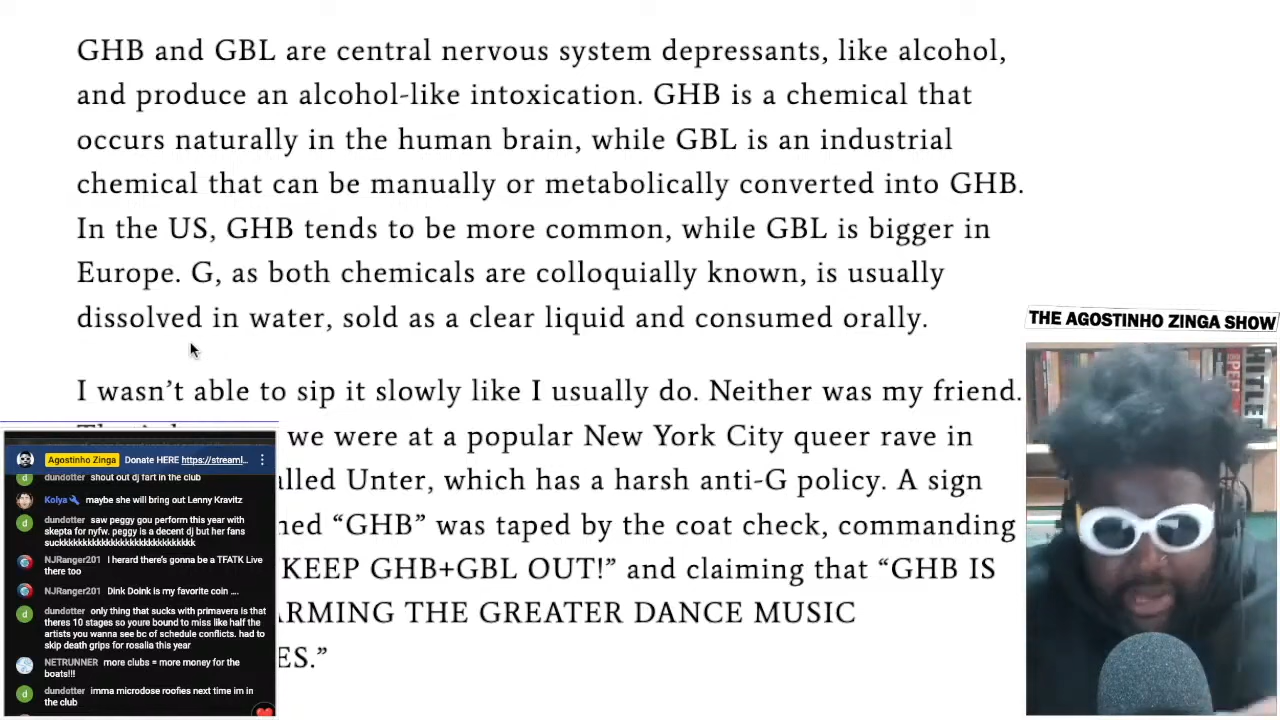 GHB and GBL are central nervous system depressants, like alcohol,
and produce an alcohol-like intoxication. GHB is a chemical that
occurs naturally in the human brain, while GBL is an industrial
chemical that can be manually or metabolically converted into GHB.
In the US, GHB tends to be more common, while GBL is bigger in
Europe. G, as both chemicals are colloquially known, is usually
dissolved in water, sold as a clear liquid and consumed orally.
I wasn’t able to sip it slowly like I usually do. Neither was my friend.
we were at a popular New York City queer rave in
alled Unter, which has a harsh anti-G policy. A sign
ned “GHB” was taped by the coat check, commanding
KEEP GHB+GBL OUT!” and claiming that “GHB IS
ARMING THE GREATER DANCE MUSIC
ES.”
THE AGOSTINHO ZINGA SHOW
Agostinho Zinga Donate HERE https://streaml...
dundotter shout out dj fart in the club
Kolya maybe she will bring out Lenny Kravitz
dundotter saw peggy gou perform this year with
skepta for nyfw. peggy is a decent dj but her fans
suckkkkkkkkkkkkkkkkkkkkkkkkkkk
NJRanger201 I herard there’s gonna be a TFATK Live
there too
NJRanger201 Dink Doink is my favorite coin ....
dundotter only thing that sucks with primavera is that
theres 10 stages so youre bound to miss like half the
artists you wanna see bc of schedule conflicts. had to
skip death grips for rosalia this year
NETRUNNER more clubs = more money for the
boats!!!
dundotter imma microdose roofies next time im in
the club